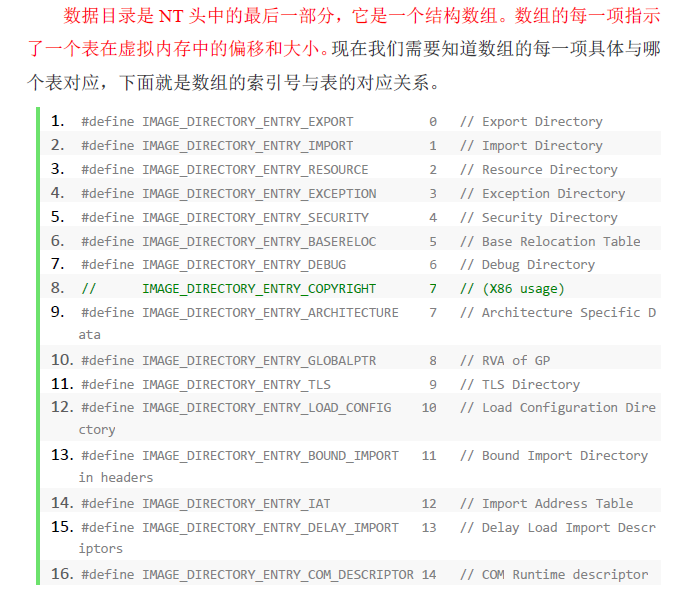 数据目录是 NT 头中的最后一部分，它是一个结构数组。数组的每一项指示
了一个表在虚拟内存中的偏移和大小。现在我们需要知道数组的每一项具体与哪
个表对应，下面就是数组的索引号与表的对应关系。
1. #define IMAGE_DIRECTORY_ENTRY_EXPORT 0 // Export Directory
2. #define IMAGE_DIRECTORY_ENTRY_IMPORT 1 // Import Directory
3. #define IMAGE_DIRECTORY_ENTRY_RESOURCE 2 // Resource Directory
4. #define IMAGE_DIRECTORY_ENTRY_EXCEPTION 3 // Exception Directory
5. #define IMAGE_DIRECTORY_ENTRY_SECURITY 4 // Security Directory
6. #define IMAGE_DIRECTORY_ENTRY_BASERELOC 5 // Base Relocation Table
7. #define IMAGE_DIRECTORY_ENTRY_DEBUG 6 // Debug Directory
8. // IMAGE_DIRECTORY_ENTRY_COPYRIGHT 7 // (X86 usage)
9. #define IMAGE_DIRECTORY_ENTRY_ARCHITECTURE 7 // Architecture Specific D
ata
10. #define IMAGE_DIRECTORY_ENTRY_GLOBALPTR 8 // RVA of GP
11. #define IMAGE_DIRECTORY_ENTRY_TLS 9 // TLS Directory
12. #define IMAGE_DIRECTORY_ENTRY_LOAD_CONFIG 10 // Load Configuration Dire
ctory
13. #define IMAGE_DIRECTORY_ENTRY_BOUND_IMPORT 11 // Bound Import Directory
in headers
14. #define IMAGE_DIRECTORY_ENTRY_IAT 12 // Import Address Table
15. #define IMAGE_DIRECTORY_ENTRY_DELAY_IMPORT 13 // Delay Load Import Descr
iptors
16. #define IMAGE_DIRECTORY_ENTRY_COM_DESCRIPTOR 14 // COM Runtime descriptor